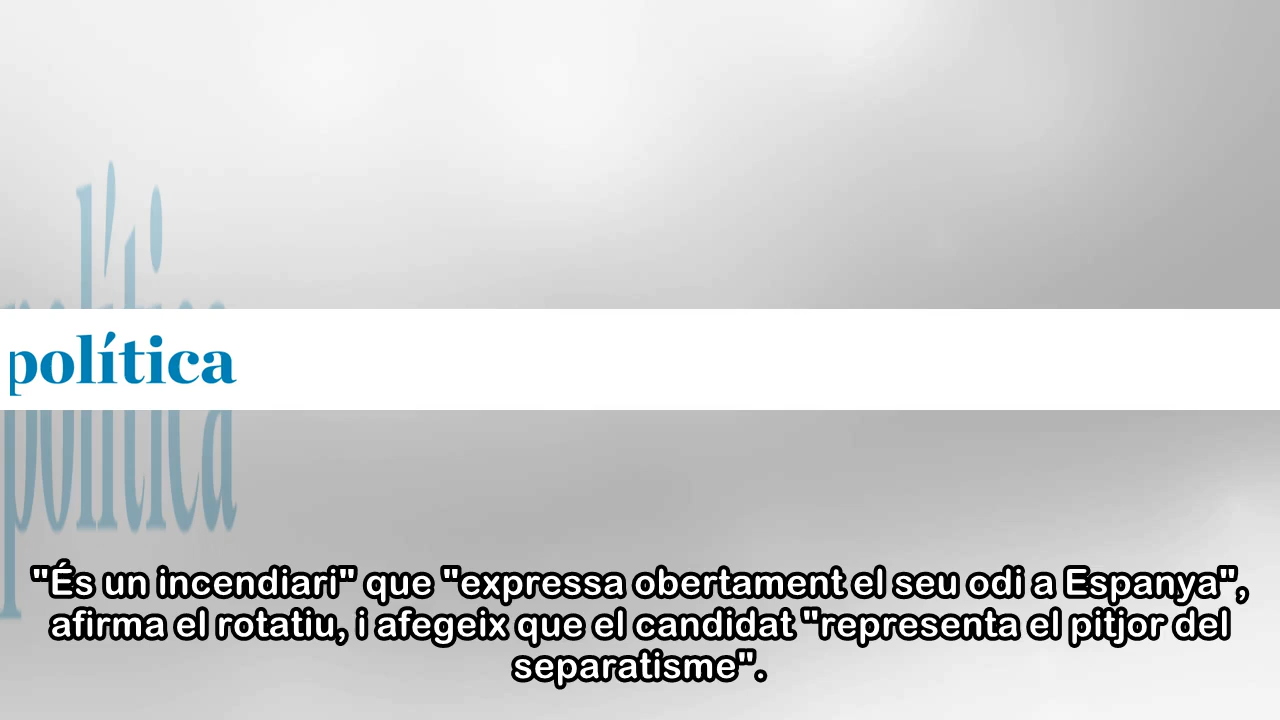 política
"És un incendiari" que "expressa obertament el seu odi a Espanya",
afirma el rotatiu, i afegeix que el candidat "representa el pitjor del
separatisme".